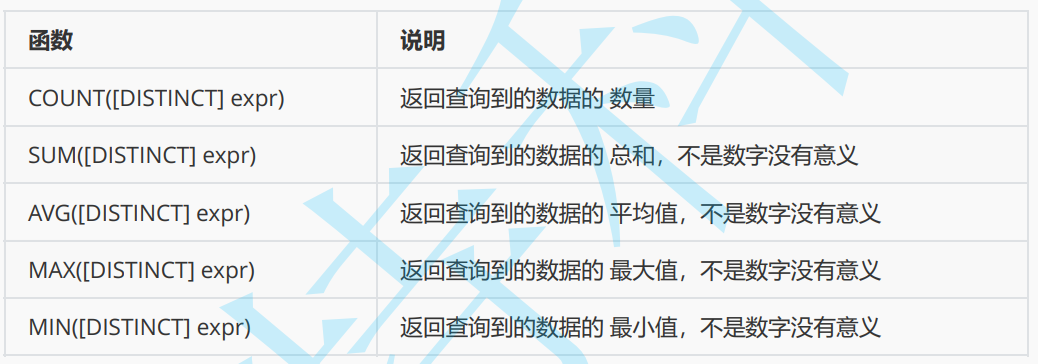 函数 说明
COUNT([DISTINCT] expr) 返回查询到的数据的 数量
SUM([DISTINCT] expr) 返回查询到的数据的 总和，不是数字没有意义
AVG([DISTINCT] expr) 返回查询到的数据的 平均值，不是数字没有意义
MAX([DISTINCT] expr) 返回查询到的数据的 最大值，不是数字没有意义
MIN([DISTINCT] expr) 返回查询到的数据的 最小值，不是数字没有意义